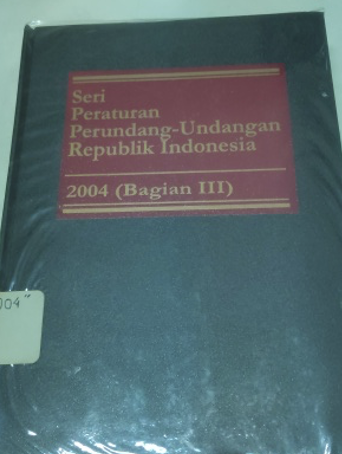 Seri
Peraturan
Perundang-Undangan
Republik Indonesia
2004 (Bagian III)
004"